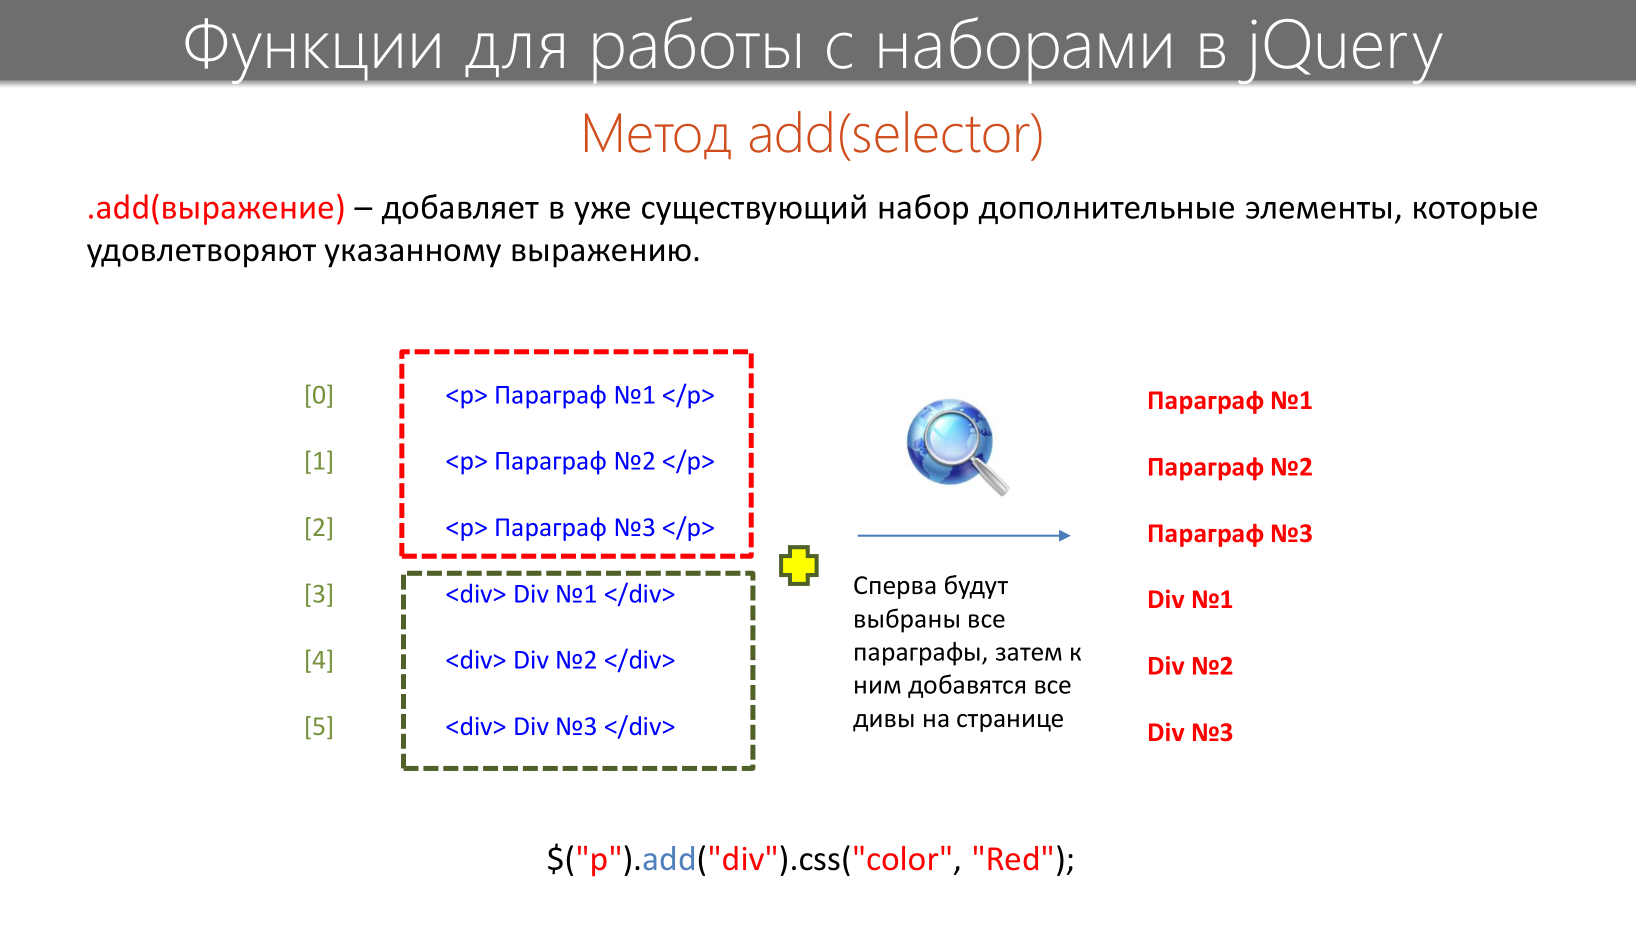 Функции для работы с наборами в jQuery
Метод add(selector)
.add(выражение) – добавляет в уже существующий набор дополнительные элементы, которые
удовлетворяют указанному выражению.
[0] <p> Параграф №1 </p> Параграф №1
[1] <p> Параграф №2 </p> Параграф №2
[2] <p> Параграф №3 </p> Параграф №3
[3] <div> Div №1 </div> Div №1
[4] <div> Div №2 </div> Div №2
[5] <div> Div №3 </div> Div №3
Сперва будут
выбраны все
параграфы, затем к
ним добавятся все
дивы на странице
$("p").add("div").css("color", "Red");